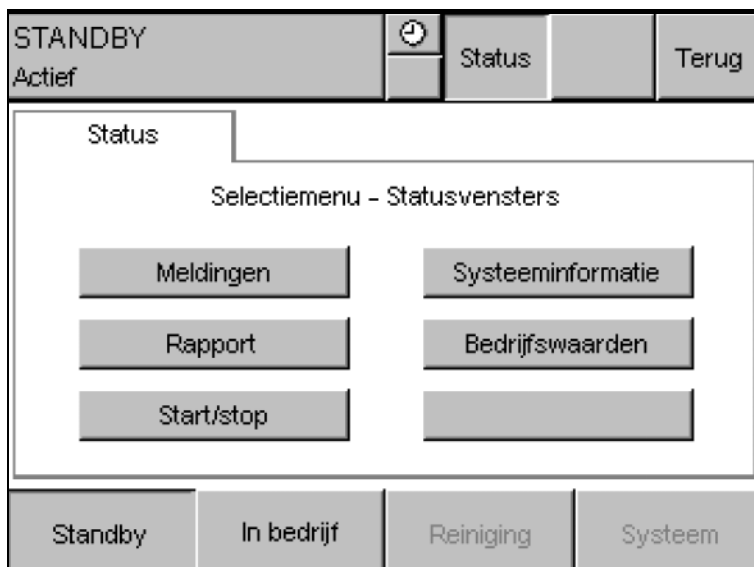 STANDBY
Actief
Status
Terug
Status
Selectiemenu - Statusvensters
Meldingen
Systeeminformatie
Rapport
Bedrijfswaarden
Start/stop
Standby
In bedrijf
Reiniging
Systeem